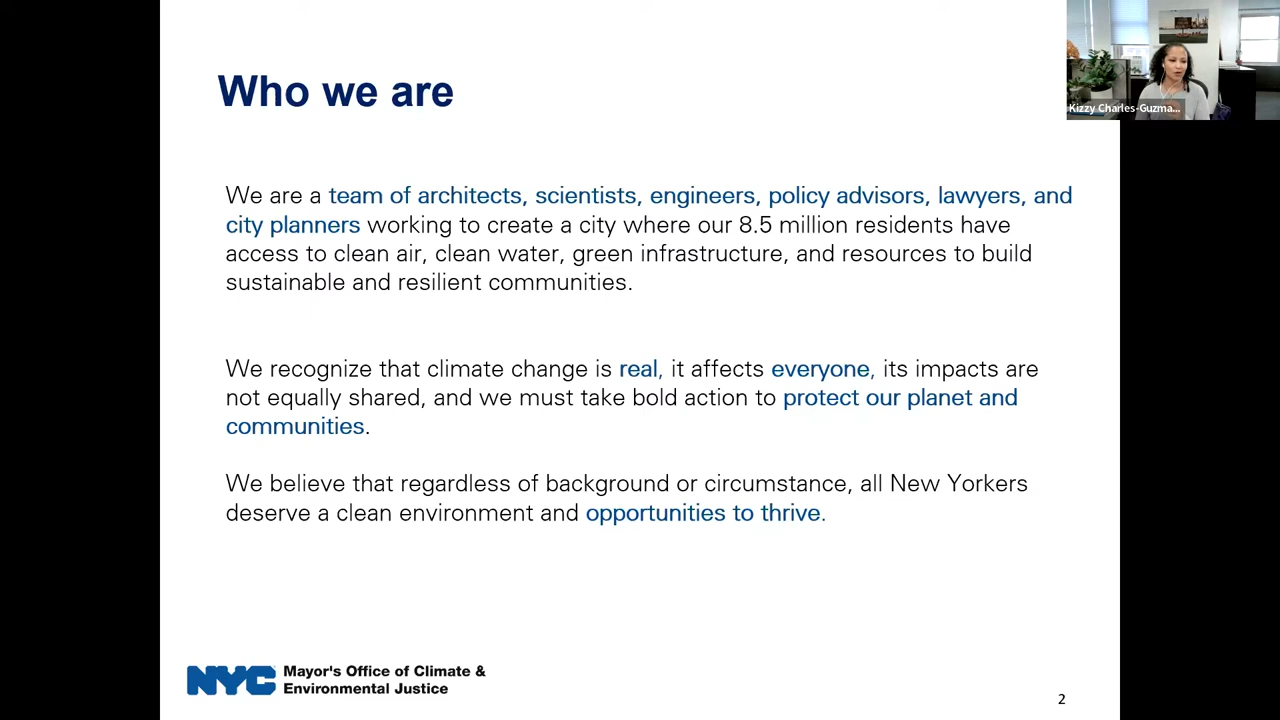 Who we are
Kizzy Charles-Guzma...
We are a team of architects, scientists, engineers, policy advisors, lawyers, and
city planners working to create a city where our 8.5 million residents have
access to clean air, clean water, green infrastructure, and resources to build
sustainable and resilient communities.
We recognize that climate change is real, it affects everyone, its impacts are
not equally shared, and we must take bold action to protect our planet and
communities.
We believe that regardless of background or circumstance, all New Yorkers
deserve a clean environment and opportunities to thrive.
NYC
Mayor's Office of Climate &
Environmental Justice
2